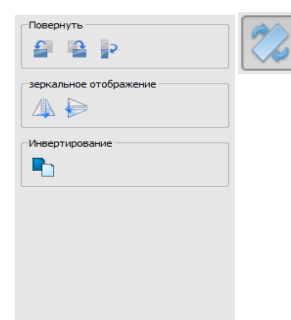 Повернуть
зеркальное отображение
Инвертирование